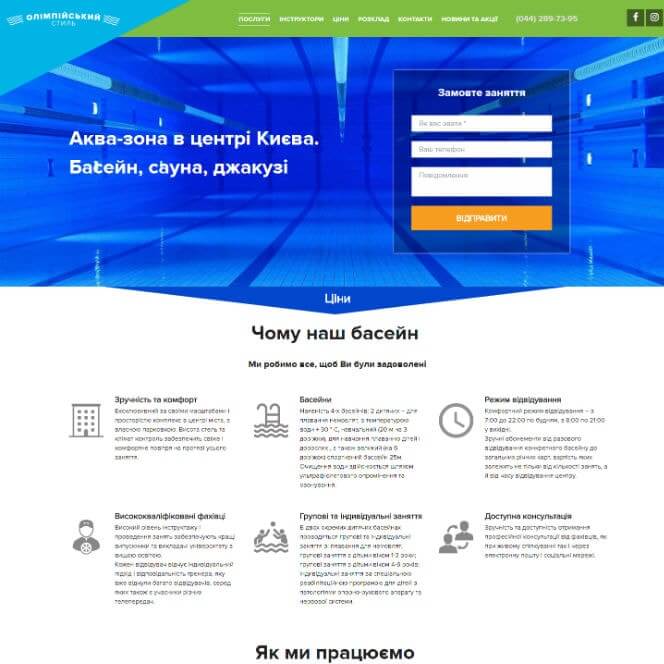 ОЛІМПІЙСЬКИЙ
СТИЛЬ
ПОСЛУГИ ІНСТРУКТОРИ ЦІНИ РОЗКЛАД КОНТАКТИ НОВИНИ ТА АКЦІЇ (044) 289-73-95
Аква-зона в центрі Києва.
Басейн, сауна, джакузі
Замовте заняття
Як вас звати *
Ваш телефон
Повідомлення
ВІДПРАВИТИ
Ціни
Чому наш басейн
Ми робимо все, щоб Ви були задоволені
Зручність та комфорт
Ексклюзивний за своїми масштабами і
просторістю комплекс в центрі міста, з
власною парковкою. Висота стель та
клімат контроль забезпечить свіже і
комфортне повітря на протязі усього
заняття.
Басейни
Наявність 4-х басейнів: 2 дитячих – для
плавання немовлят, з температурою
води + 30 ° С, навчальний (20 м на 3
доріжки, для навчання плаванню дітей і
дорослих, а також великий на 6
доріжок спортивний басейн 25м.
Очищення води здійснюється шляхом
ультрафіолетового опромінення та
озонування.
Режим відвідування
Комфортний режим відвідування – з
7:00 до 22:00 по будням, з 8:00 по 21:00
у вихідні.
Зручні абонементи від разового
відвідування конкретного басейну до
загальних річних карт, вартість яких
залежить не тільки від кількості занять, а
й від часу відвідування центру.
Висококваліфіковані фахівці
Високий рівень інструктажу і
проведення занять забезпечують кращі
випускники та викладачі університету з
вищою освітою.
Кожен відвідувач відчує індивідуальний
підхід і відповідальність тренера, яку
вже відчули багато відвідувачів, серед
яких також є учасники різних
телепередач.
Групові та індивідуальні заняття
В двох окремих дитячих басейнах
проводяться групові та індивідуальні
заняття з плавання для немовлят,
групові заняття з дітьми віком 1-3 роки;
групові заняття з дітьми віком 4-6 років;
індивідуальні заняття за спеціальною
реабілітаційною програмою для дітей з
патологіями опорно-рухового апарату та
нервової системи.
Доступна консультація
Зручність та доступність отримання
професійної консультації від фахівців, як
при живому спілкуванні так і через
електронну пошту і соціальні мережі.
Як ми працюємо